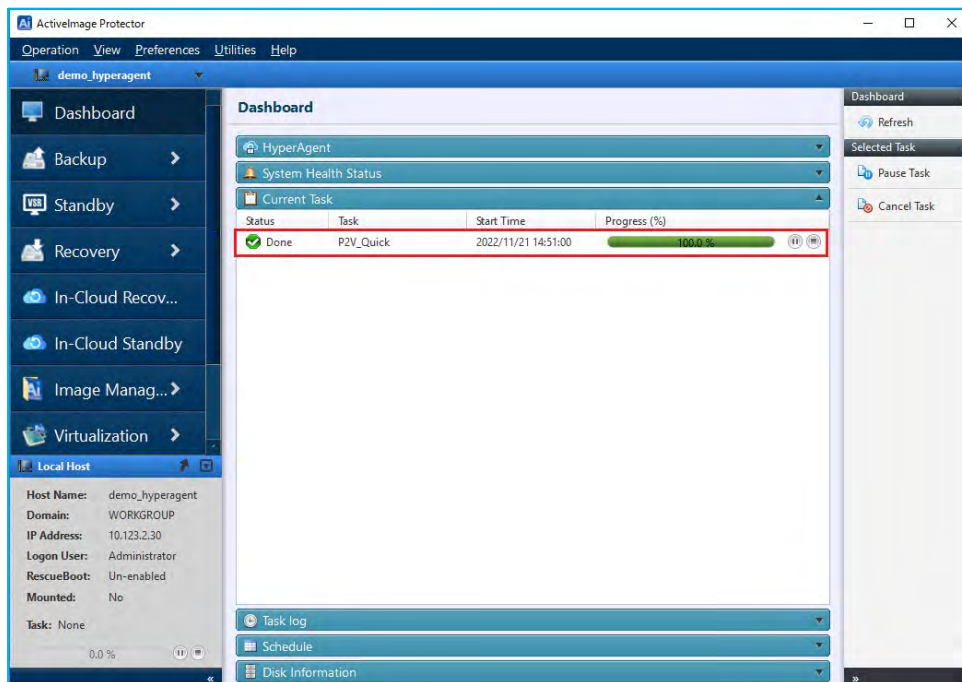 ActiveImage Protector
Operation View Preferences Utilities Help
demo_hyperagent
Dashboard
Backup
Standby
Recovery
In-Cloud Recov...
In-Cloud Standby
Image Manag...
Virtualization
Local Host
Host Name: demo_hyperagent
Domain: WORKGROUP
IP Address: 10.123.2.30
Logon User: Administrator
RescueBoot: Un-enabled
Mounted: No
Task: None
0.0 %
Dashboard
HyperAgent
System Health Status
Current Task
Status Task Start Time Progress (%)
Done P2V_Quick 2022/11/21 14:51:00 100.0 %
Task log
Schedule
Disk Information
Dashboard
Refresh
Selected Task
Pause Task
Cancel Task